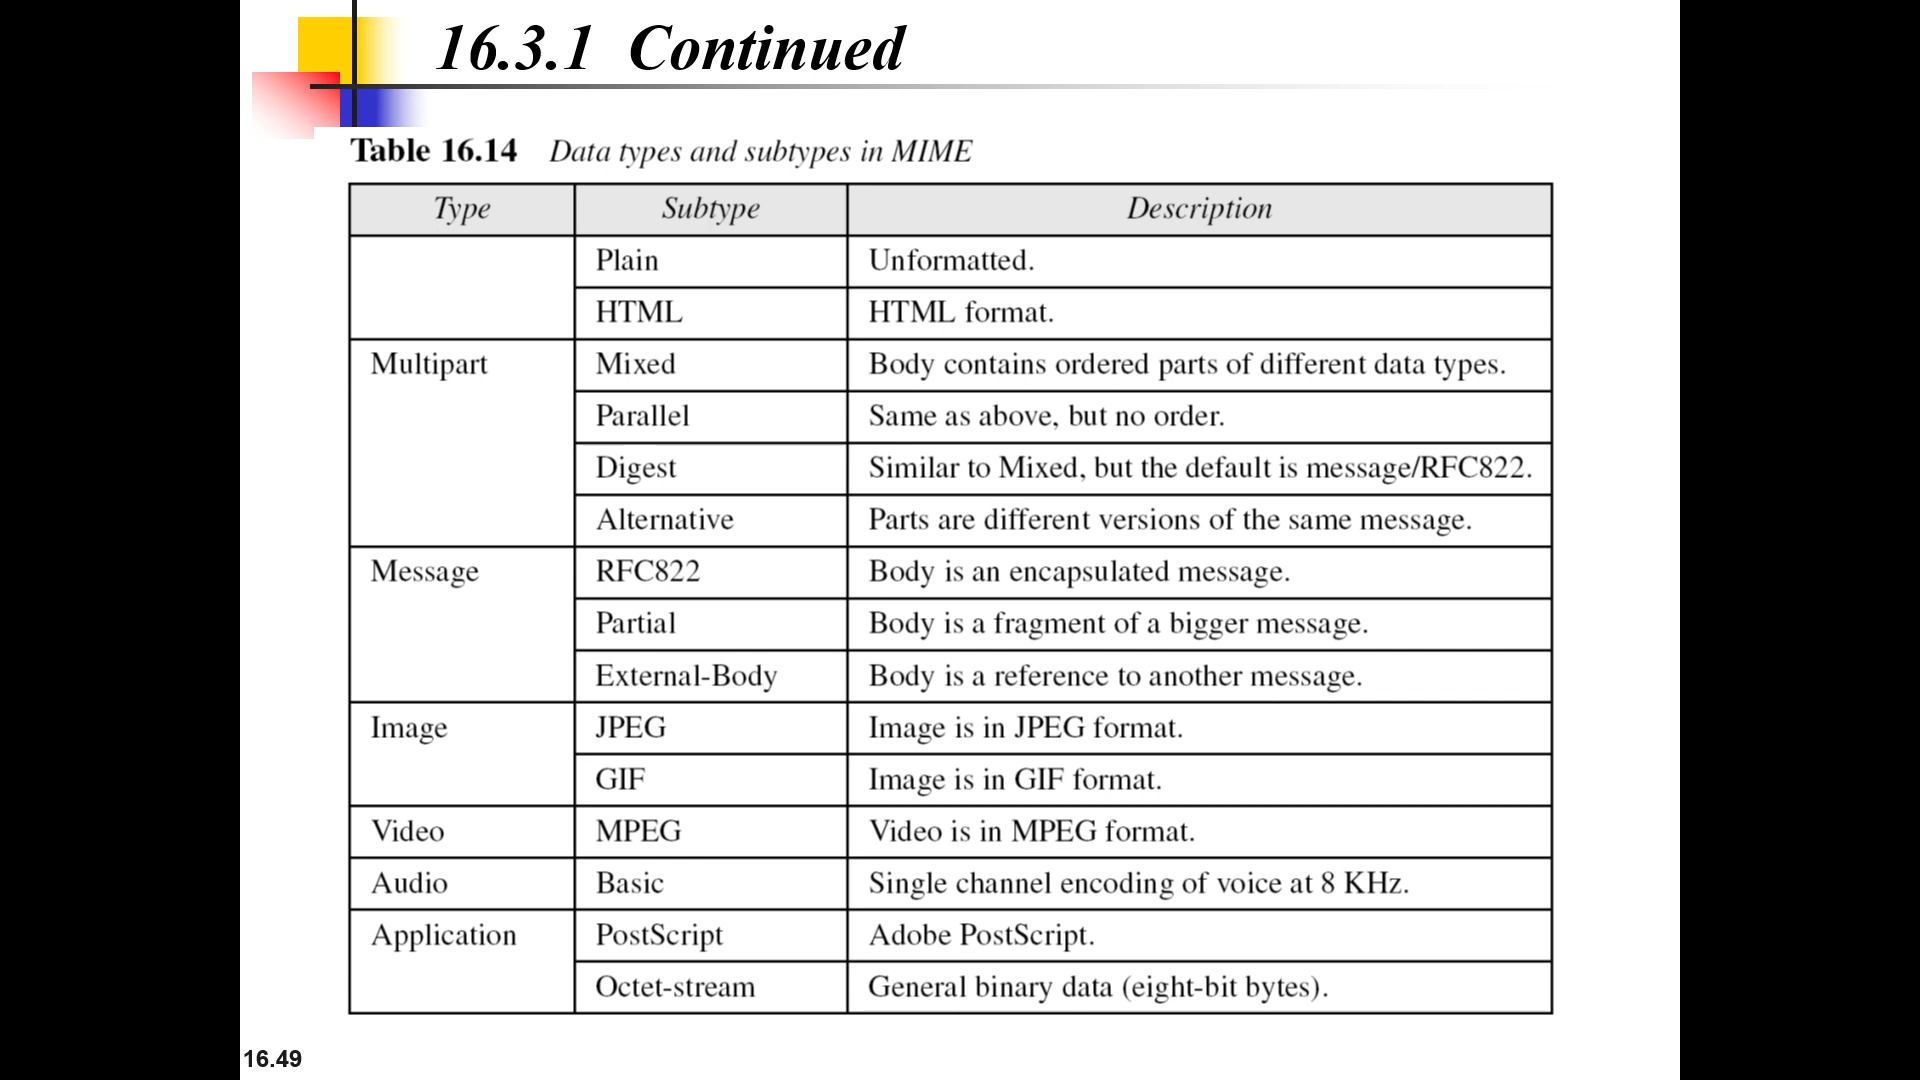 16.3.1 Continued
Table 16.14 Data types and subtypes in MIME
Type Subtype Description
Plain Unformatted.
HTML HTML format.
Multipart Mixed Body contains ordered parts of different data types.
Parallel Same as above, but no order.
Digest Similar to Mixed, but the default is message/RFC822.
Alternative Parts are different versions of the same message.
Message RFC822 Body is an encapsulated message.
Partial Body is a fragment of a bigger message.
External-Body Body is a reference to another message.
Image JPEG Image is in JPEG format.
GIF Image is in GIF format.
Video MPEG Video is in MPEG format.
Audio Basic Single channel encoding of voice at 8 KHz.
Application PostScript Adobe PostScript.
Octet-stream General binary data (eight-bit bytes).
16.49